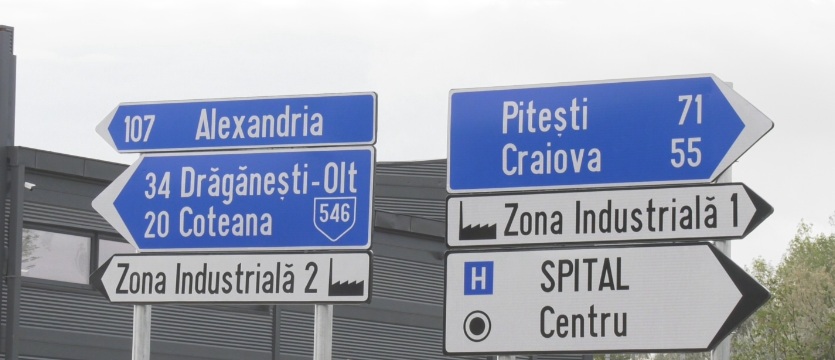 107 Alexandria
34 Drăgănești-Olt
20 Coteana
546
Zona Industrială 2
Pitești 71
Craiova 55
Zona Industrială 1
H SPITAL
Centru